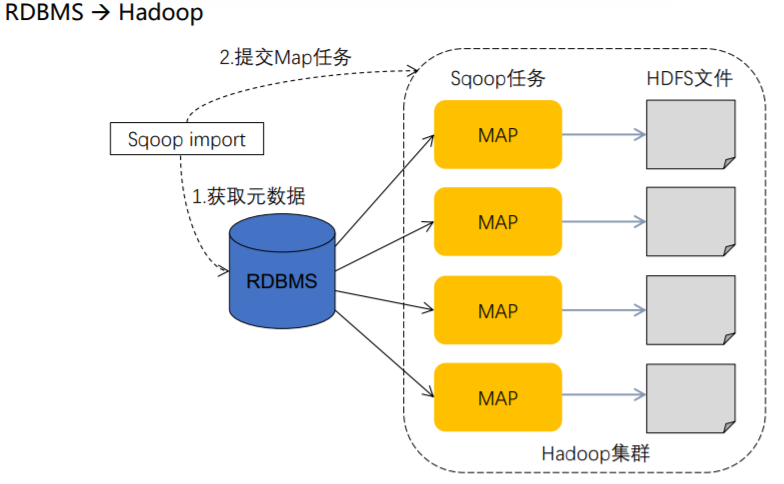 RDBMS → Hadoop
2.提交Map任务
Sqoop任务
HDFS文件
Sqoop import
MAP
1.获取元数据
MAP
RDBMS
MAP
MAP
Hadoop集群